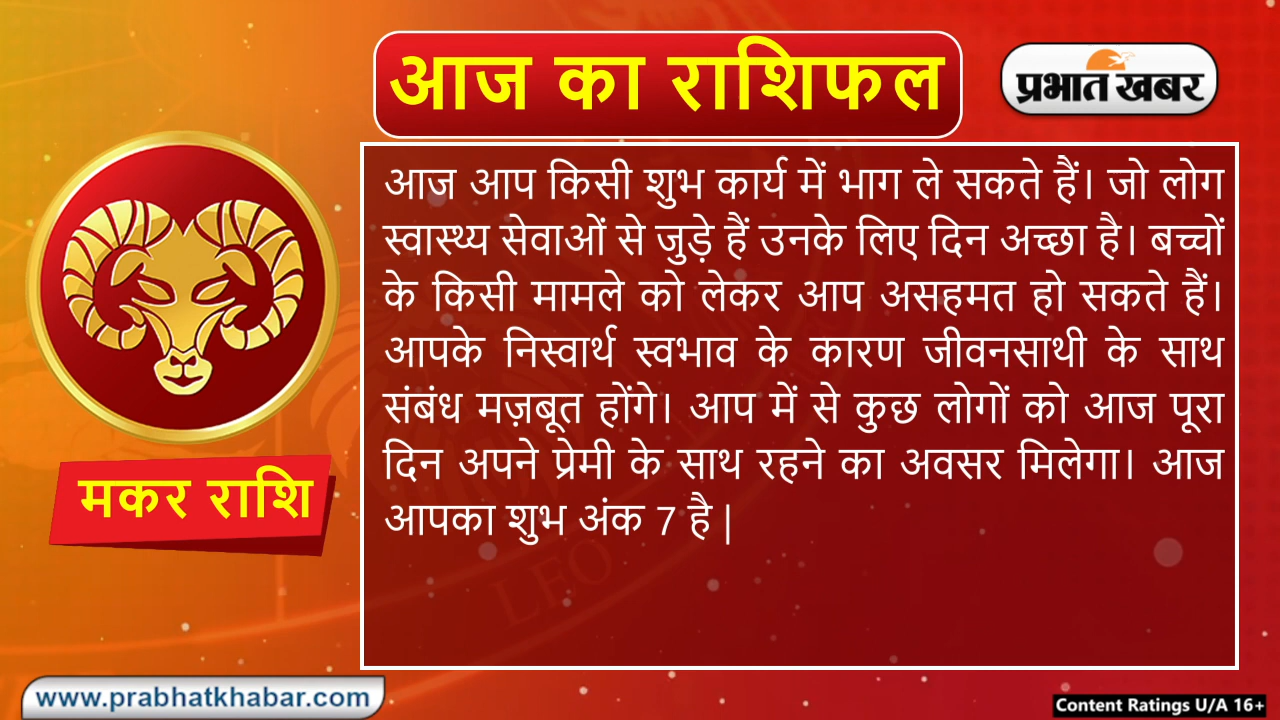 आज का राशिफल
प्रभात खबर
आज आप किसी शुभ कार्य में भाग ले सकते हैं। जो लोग
स्वास्थ्य सेवाओं से जुड़े हैं उनके लिए दिन अच्छा है। बच्चों
के किसी मामले को लेकर आप असहमत हो सकते हैं।
आपके निस्वार्थ स्वभाव के कारण जीवनसाथी के साथ
संबंध मज़बूत होंगे। आप में से कुछ लोगों को आज पूरा
दिन अपने प्रेमी के साथ रहने का अवसर मिलेगा। आज
आपका शुभ अंक 7 है |
मकर राशि
LEO
www.prabhatkhabar.com
Content Ratings U/A 16+